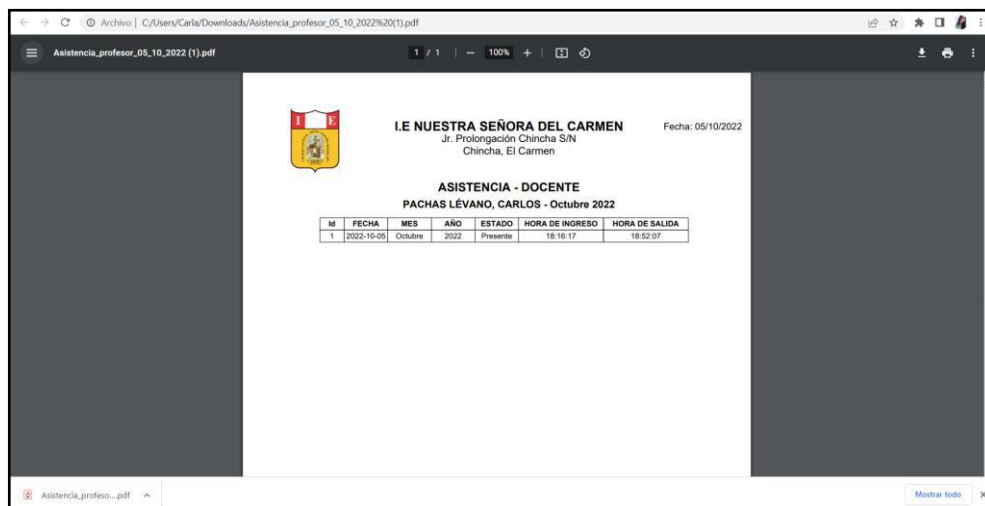 Archivo | C:/Users/Carla/Downloads/Asistencia_profesor_05_10_2022%20(1).pdf
Asistencia_profesor_05_10_2022 (1).pdf
1 / 1 | − 100% + |
I E
I.E NUESTRA SEÑORA DEL CARMEN
Fecha: 05/10/2022
Jr. Prolongación Chincha S/N
Chincha, El Carmen
ASISTENCIA - DOCENTE
PACHAS LÉVANO, CARLOS - Octubre 2022
Id FECHA MES AÑO ESTADO HORA DE INGRESO HORA DE SALIDA
1 2022-10-05 Octubre 2022 Presente 18:16:17 18:52:07
Asistencia_profeso....pdf
Mostrar todo